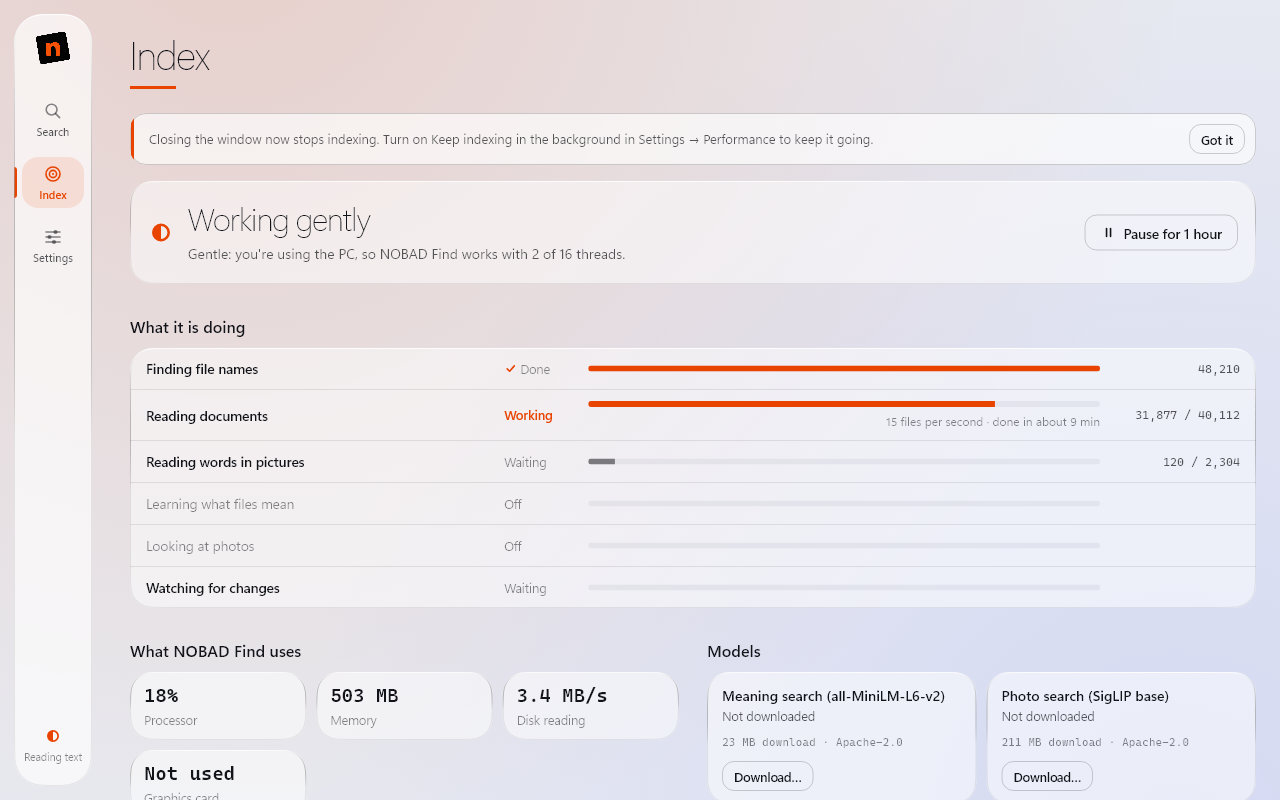 n
Search
Index
Settings
Reading text
Index
Closing the window now stops indexing. Turn on Keep indexing in the background in Settings → Performance to keep it going.
Got it
Working gently
Gentle: you're using the PC, so NOBAD Find works with 2 of 16 threads.
Pause for 1 hour
What it is doing
Finding file names Done 48,210
Reading documents Working 31,877 / 40,112
15 files per second · done in about 9 min
Reading words in pictures Waiting 120 / 2,304
Learning what files mean Off
Looking at photos Off
Watching for changes Waiting
What NOBAD Find uses
18%
Processor
503 MB
Memory
3.4 MB/s
Disk reading
Not used
Graphics card
Models
Meaning search (all-MiniLM-L6-v2)
Not downloaded
23 MB download · Apache-2.0
Download...
Photo search (SigLIP base)
Not downloaded
211 MB download · Apache-2.0
Download...